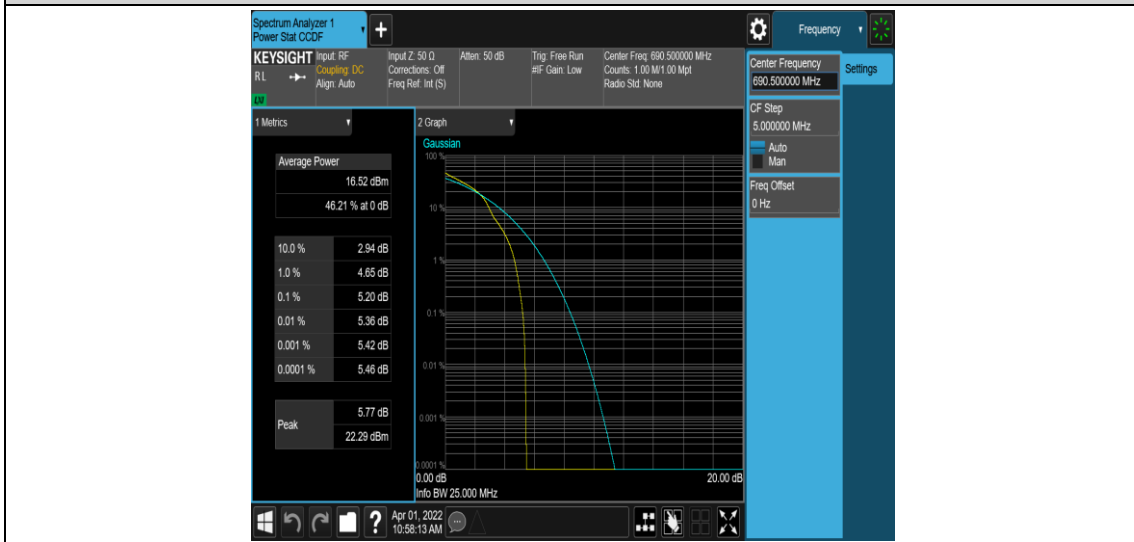 Spectrum Analyzer 1
Power Stat CCDF
Frequency
KEYSIGHT
RL
LXI
Input: RF
Coupling: DC
Align: Auto
Input Z: 50 Ω
Corrections: Off
Freq Ref: Int (S)
Atten: 50 dB
Trig: Free Run
#IF Gain: Low
Center Freq: 690.500000 MHz
Counts: 1.00 M/1.00 Mpt
Radio Std: None
Center Frequency
690.500000 MHz
Settings
CF Step
5.000000 MHz
Auto
Man
Freq Offset
0 Hz
1 Metrics
Average Power
16.52 dBm
46.21 % at 0 dB
10.0 % 2.94 dB
1.0 % 4.65 dB
0.1 % 5.20 dB
0.01 % 5.36 dB
0.001 % 5.42 dB
0.0001 % 5.46 dB
Peak
5.77 dB
22.29 dBm
2 Graph
Gaussian
100 %
10 %
1 %
0.1 %
0.01 %
0.001 %
0.0001 %
0.00 dB
20.00 dB
Info BW 25.000 MHz
?
Apr 01, 2022
10:58:13 AM